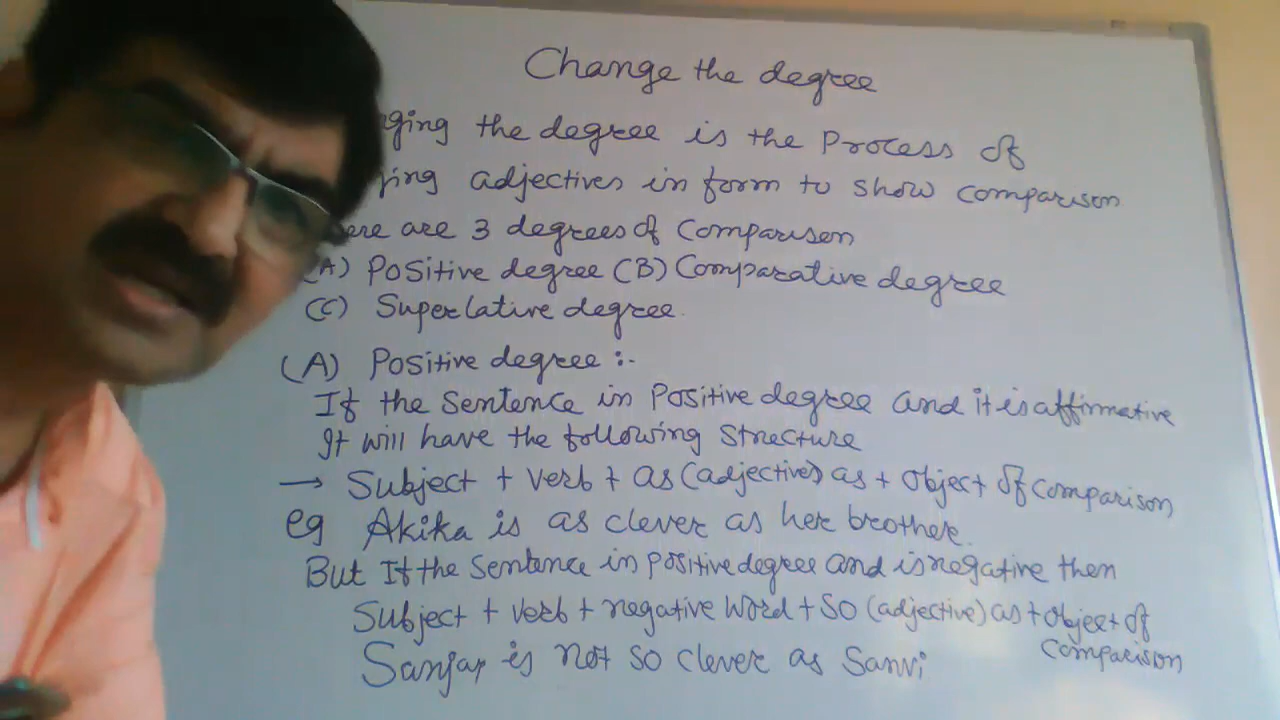 Change the degree
ging the degree is the Process of
ging adjectives in form to show comparison
ere are 3 degrees of Comparison
(A) Positive degree (B) Comparative degree
(C) Superlative degree.
(A) Positive degree :-
If the Sentence in Positive degree and it is affirmative
It will have the following Structure
→ Subject + verb + as (adjective) as + object of comparison
eg Akika is as clever as her brother.
But If the Sentence in positive degree and is negative then
Subject + verb + negative word + so (adjective) as + object of
Comparison
Sanjay is not so clever as Sanvi